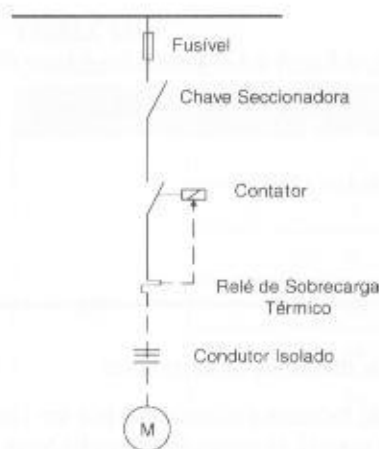 Fusível
Chave Seccionadora
Contator
Relé de Sobrecarga
Térmico
Condutor Isolado
M